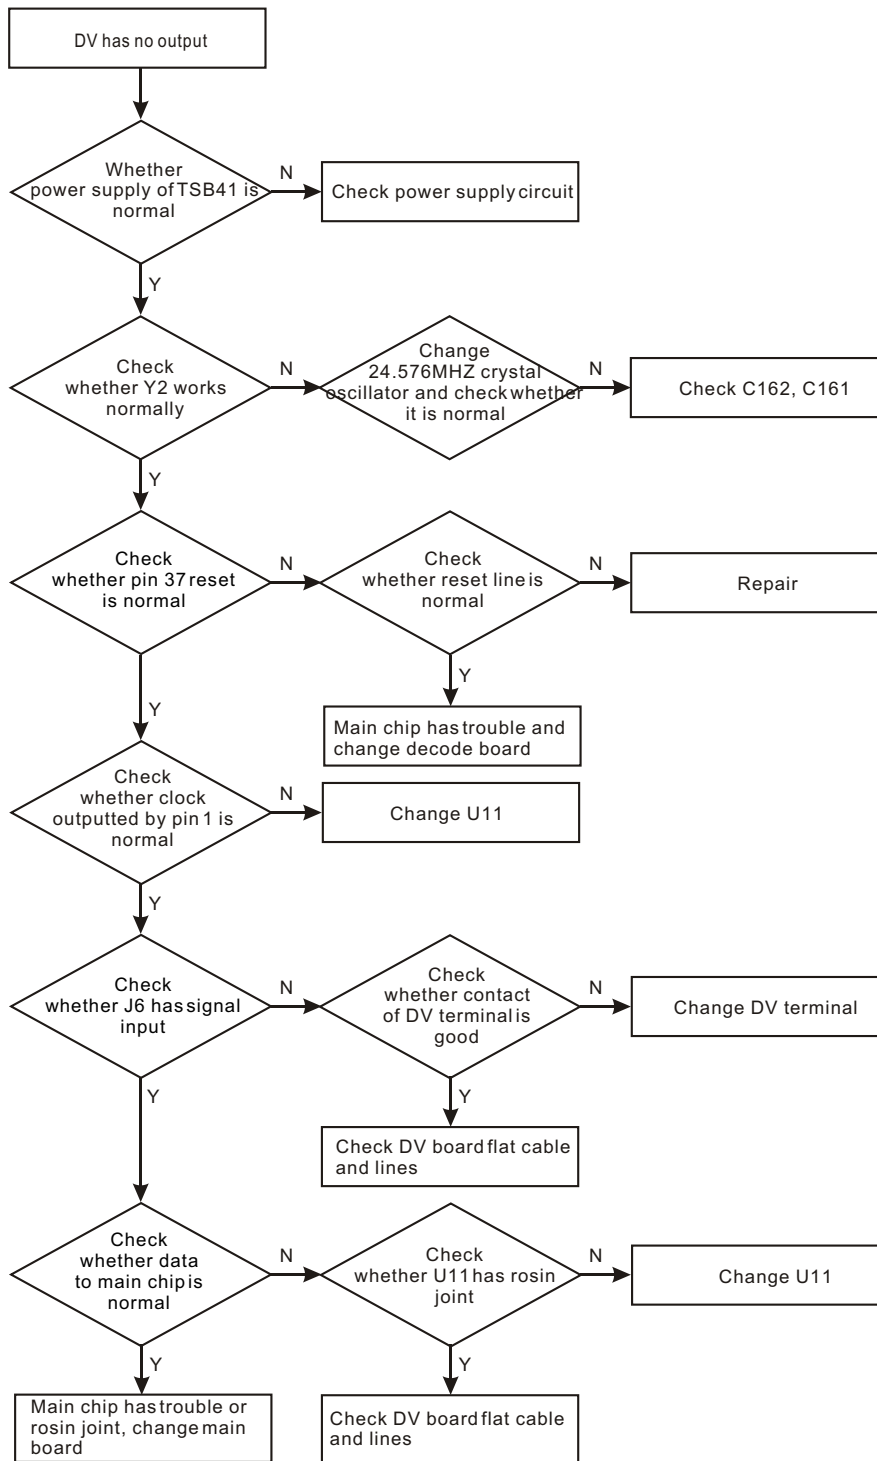 DV has no output
Whether
power supply of TSB41 is
normal
N
Check power supply circuit
Y
Check
whether Y2 works
normally
N
Change
24.576MHZ crystal
oscillator and check whether
it is normal
N
Check C162, C161
Y
Check
whether pin 37 reset
is normal
N
Check
whether reset line is
normal
N
Repair
Y
Main chip has trouble and
change decode board
Y
Check
whether clock
outputted by pin 1 is
normal
N
Change U11
Y
Check
whether J6 has signal
input
N
Check
whether contact
of DV terminal is
good
N
Change DV terminal
Y
Check DV board flat cable
and lines
Y
Check
whether data
to main chip is
normal
N
Check
whether U11 has rosin
joint
N
Change U11
Y
Main chip has trouble or
rosin joint, change main
board
Y
Check DV board flat cable
and lines